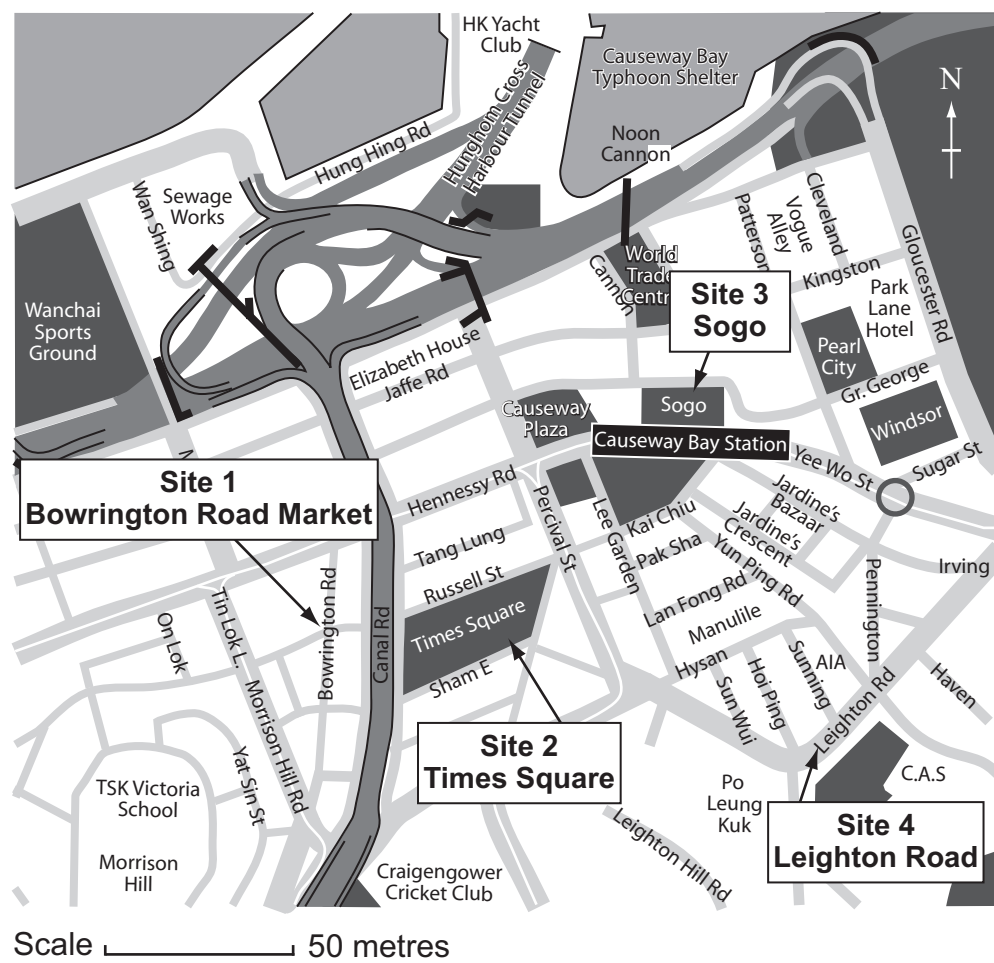 HK Yacht
Club
Causeway Bay
Typhoon Shelter
N
Hunghom Cross
Harbour Tunnel
Hung Hing Rd
Noon
Cannon
Wan Shing
Sewage
Works
Patterson
Vogue
Alley
Cleveland
Gloucester Rd
Cannon
World
Trade
Centr
Kingston
Site 3
Sogo
Park
Lane
Hotel
Wanchai
Sports
Ground
Elizabeth House
Jaffe Rd
Pearl
City
Gr. George
Causeway
Plaza
Sogo
Windsor
Causeway Bay Station
Yee Wo St
Sugar St
Site 1
Bowrington Road Market
Hennessy Rd
Percival St
Lee Garden
Kai Chiu
Jardine's
Bazaar
Jardine's
Crescent
Tang Lung
Pak Sha
Yun Ping Rd
Irving
Russell St
Lan Fong Rd
Pennington
On Lok
Tin Lok L.
Bowrington Rd
Canal Rd
Times Square
Manulile
Sham E
Hysan
Sun Wui
Hoi Ping
Sunning
AIA
Haven
Morrison Hill Rd
Leighton Rd
Site 2
Times Square
Yat Sin St
TSK Victoria
School
Po
Leung
Kuk
C.A.S
Leighton Hill Rd
Site 4
Leighton Road
Morrison
Hill
Craigengower
Cricket Club
Scale 50 metres